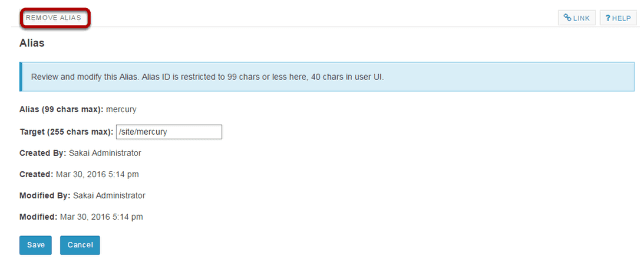 REMOVE ALIAS
LINK
? HELP
Alias
Review and modify this Alias. Alias ID is restricted to 99 chars or less here, 40 chars in user UI.
Alias (99 chars max): mercury
Target (255 chars max): /site/mercury
Created By: Sakai Administrator
Created: Mar 30, 2016 5:14 pm
Modified By: Sakai Administrator
Modified: Mar 30, 2016 5:14 pm
Save Cancel